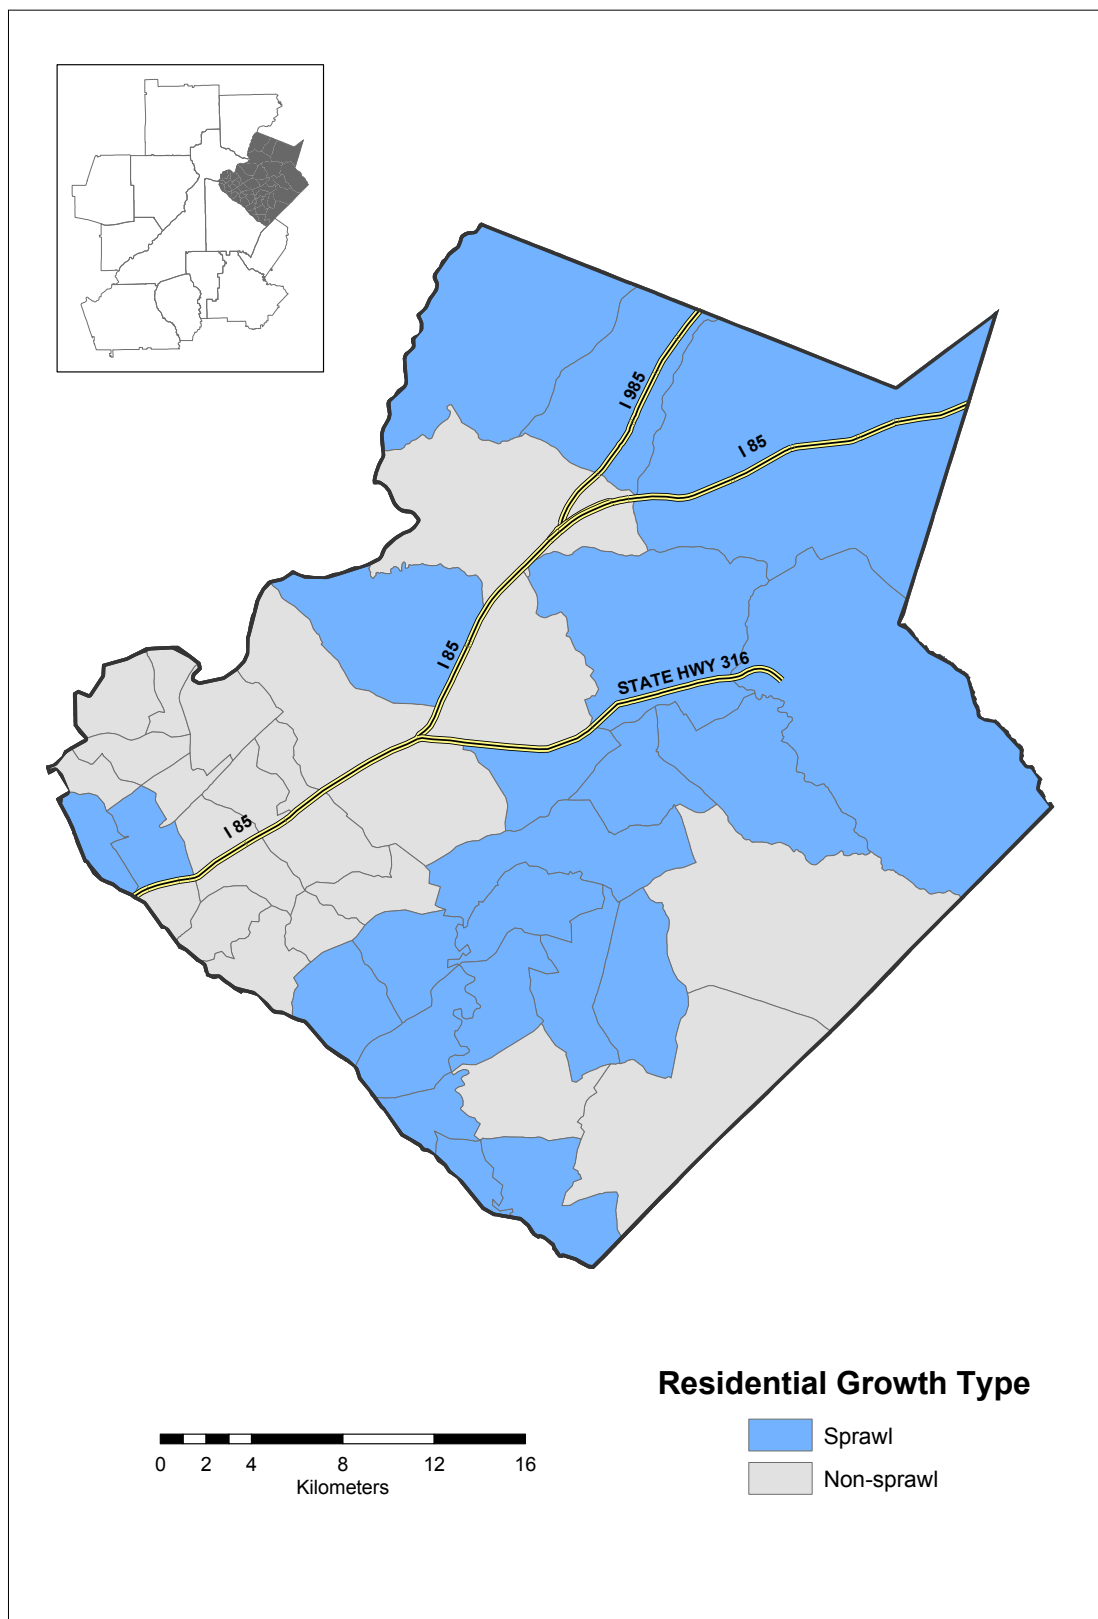 I 985
I 85
I 85
STATE HWY 316
I 85
Residential Growth Type
Sprawl
Non-sprawl
0 2 4 8 12 16
Kilometers